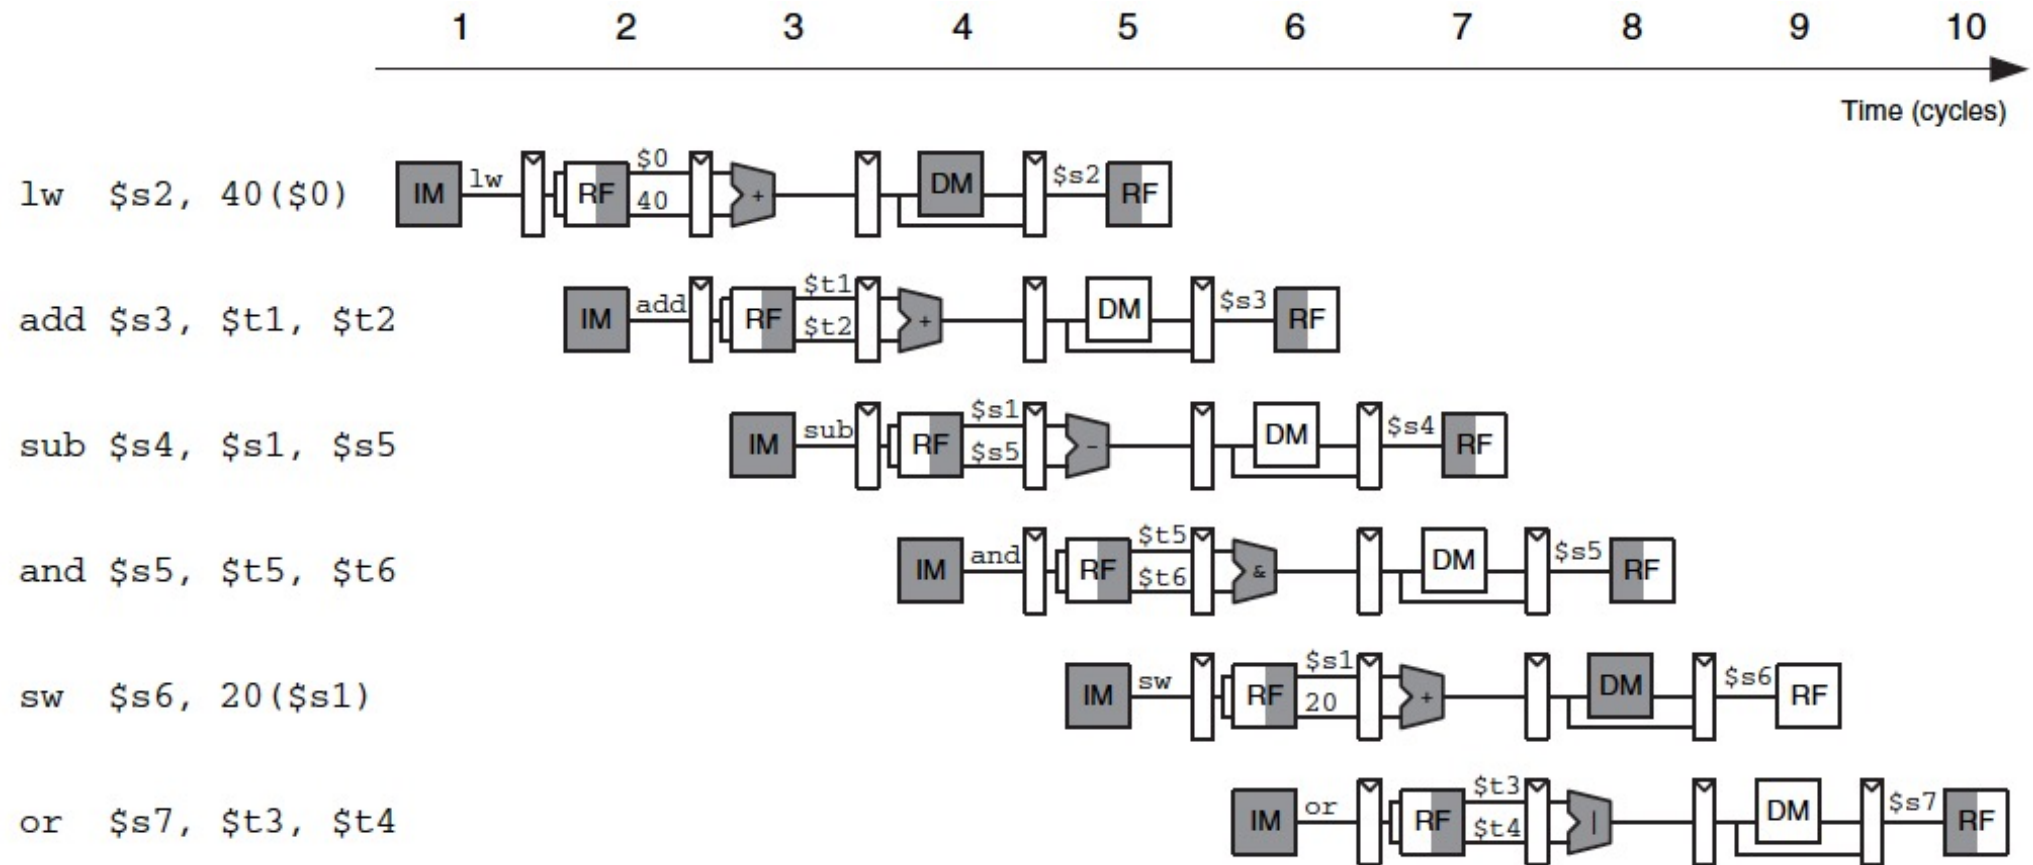 1 2 3 4 5 6 7 8 9 10
Time (cycles)
lw $s2, 40($0) IM lw RF $0 40 + DM $s2 RF
add $s3, $t1, $t2 IM add RF $t1 $t2 + DM $s3 RF
sub $s4, $s1, $s5 IM sub RF $s1 $s5 - DM $s4 RF
and $s5, $t5, $t6 IM and RF $t5 $t6 & DM $s5 RF
sw $s6, 20($s1) IM sw RF $s1 20 + DM $s6 RF
or $s7, $t3, $t4 IM or RF $t3 $t4 | DM $s7 RF